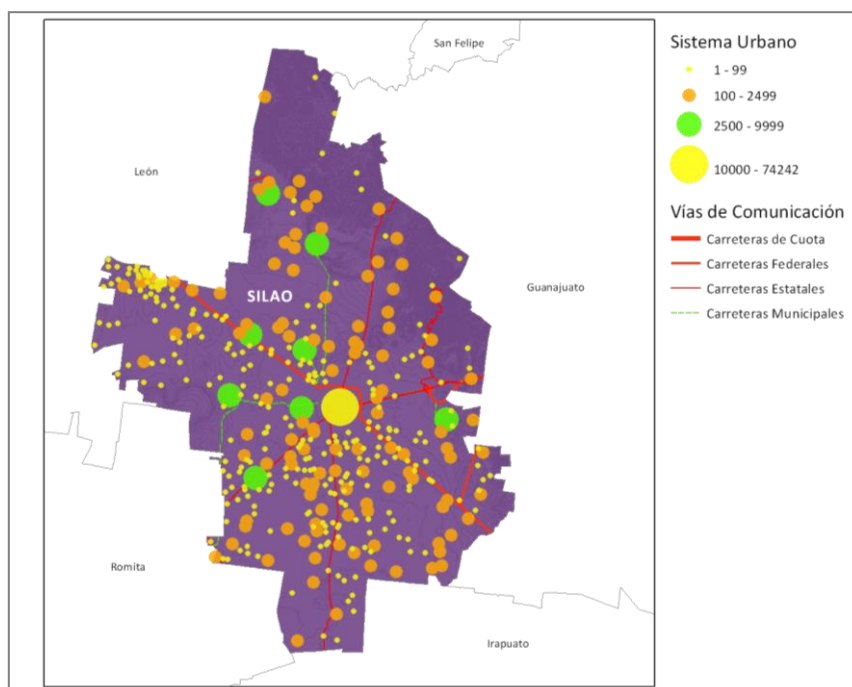 San Felipe
León
SILAO
Guanajuato
Romita
Irapuato
Sistema Urbano
1 - 99
100 - 2499
2500 - 9999
10000 - 74242
Vías de Comunicación
Carreteras de Cuota
Carreteras Federales
Carreteras Estatales
Carreteras Municipales